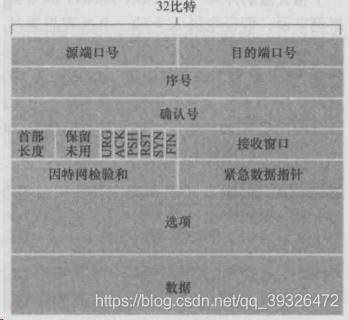 32比特
源端口号 目的端口号
序号
确认号
首部长度 保留未用 URG ACK PSH RST SYN FIN 接收窗口
因特网检验和 紧急数据指针
选项
数据
https://blog.csdn.net/qq_39326472